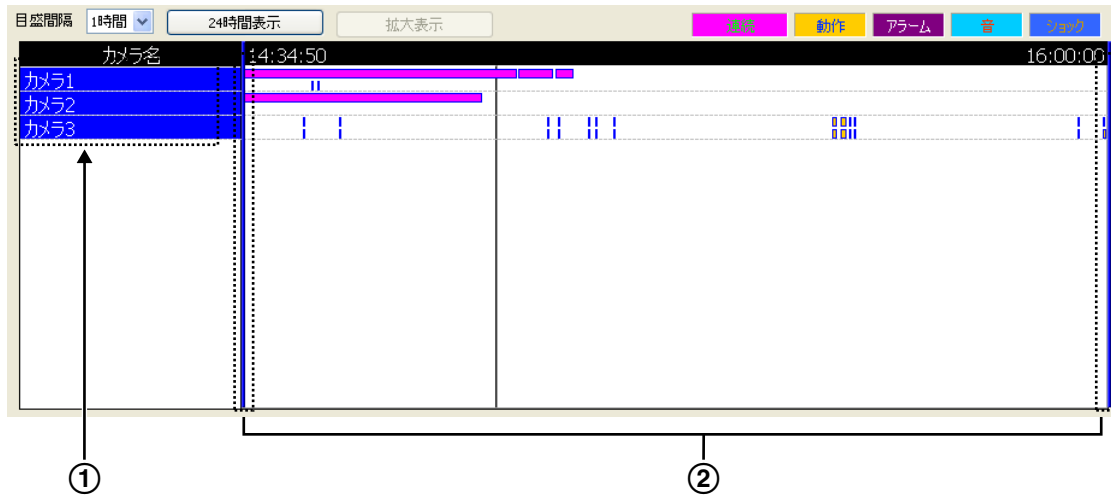 目盛間隔 1時間 24時間表示 拡大表示 連続 動作 アラーム 音 ショック
カメラ名 14:34:50 16:00:00
カメラ1
カメラ2
カメラ3
① ②